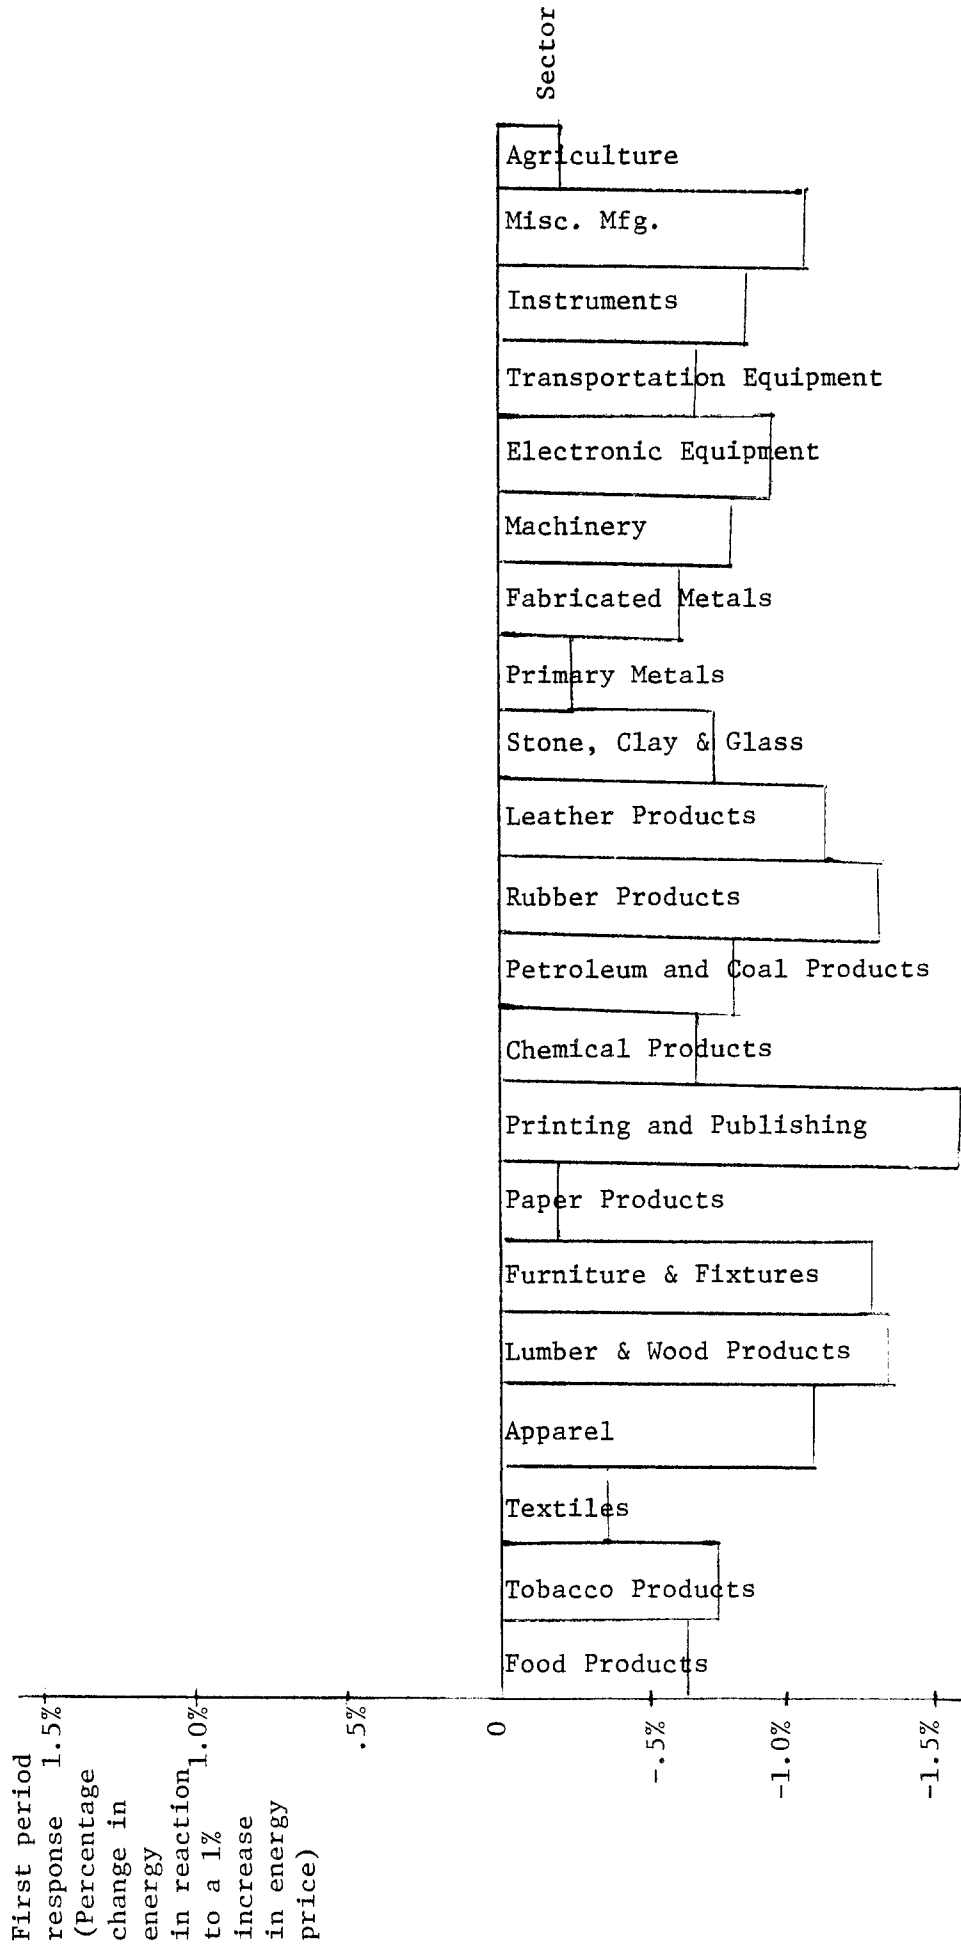 Sector
Agriculture
Misc. Mfg.
Instruments
Transportation Equipment
Electronic Equipment
Machinery
Fabricated Metals
Primary Metals
Stone, Clay & Glass
Leather Products
Rubber Products
Petroleum and Coal Products
Chemical Products
Printing and Publishing
Paper Products
Furniture & Fixtures
Lumber & Wood Products
Apparel
Textiles
Tobacco Products
Food Products
1.5%
1.0%
.5%
0
-.5%
-1.0%
-1.5%
First period
response
(Percentage
change in
energy
in reaction
to a 1%
increase
in energy
price)